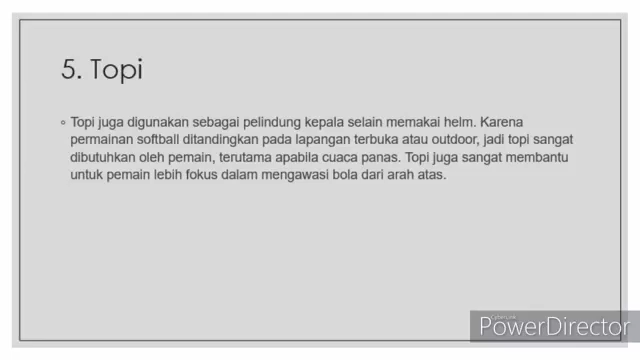 5. Topi
Topi juga digunakan sebagai pelindung kepala selain memakai helm. Karena
permainan softball ditandingkan pada lapangan terbuka atau outdoor, jadi topi sangat
dibutuhkan oleh pemain, terutama apabila cuaca panas. Topi juga sangat membantu
untuk pemain lebih fokus dalam mengawasi bola dari arah atas.
CyberLink
PowerDirector